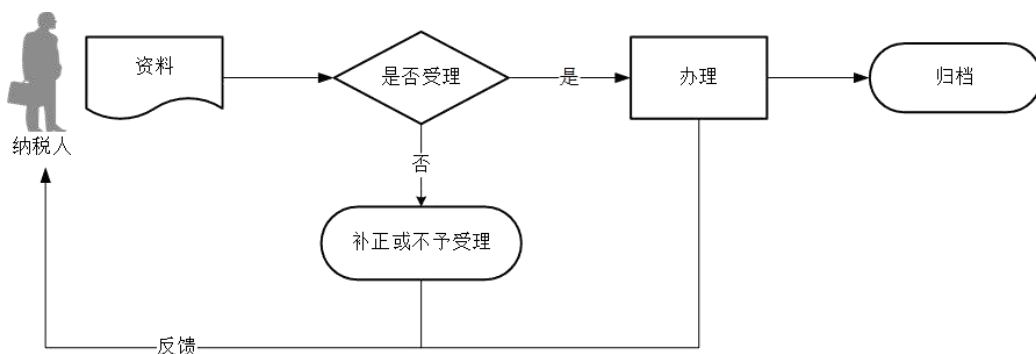 资料
是否受理
是
办理
归档
纳税人
否
补正或不予受理
反馈